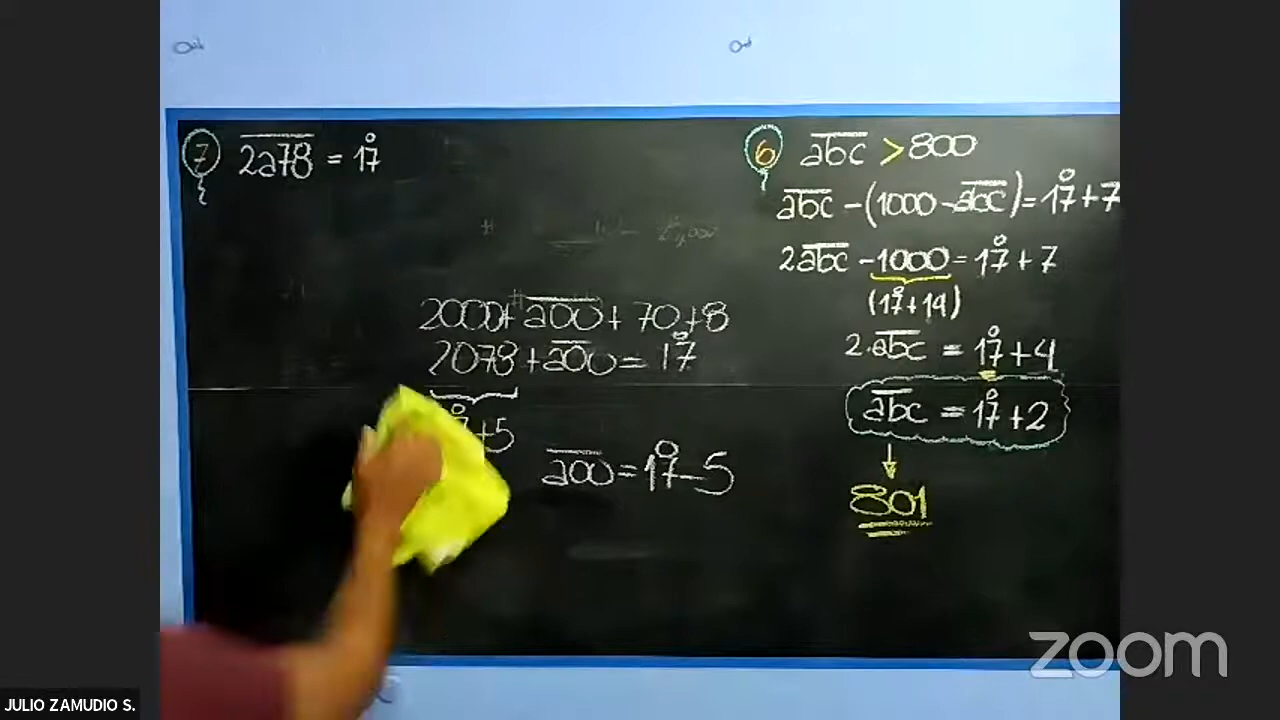 7 2a78 = 17°
2000 + a00 + 70 + 8
2078 + a00 = 17°
+5
a00 = 17° - 5
6 abc > 800
abc - (1000 - abc) = 17° + 7
2abc - 1000 = 17° + 7
(17° + 14)
2.abc = 17° + 4
abc = 17° + 2
801
zoom
JULIO ZAMUDIO S.